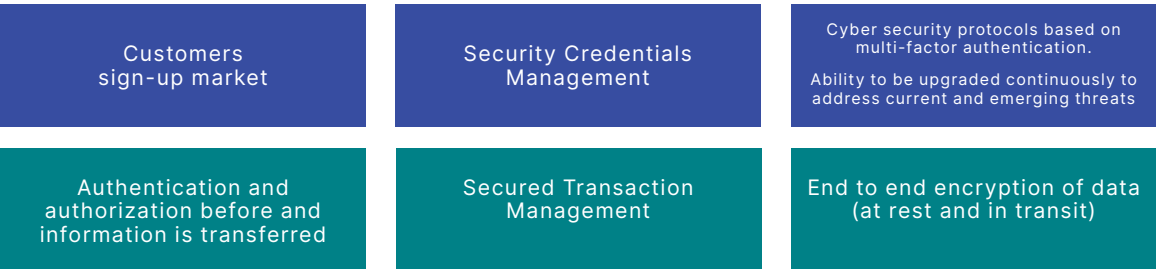 Customers
sign-up market
Security Credentials
Management
Cyber security protocols based on
multi-factor authentication.
Ability to be upgraded continuously to
address current and emerging threats
Authentication and
authorization before and
information is transferred
Secured Transaction
Management
End to end encryption of data
(at rest and in transit)